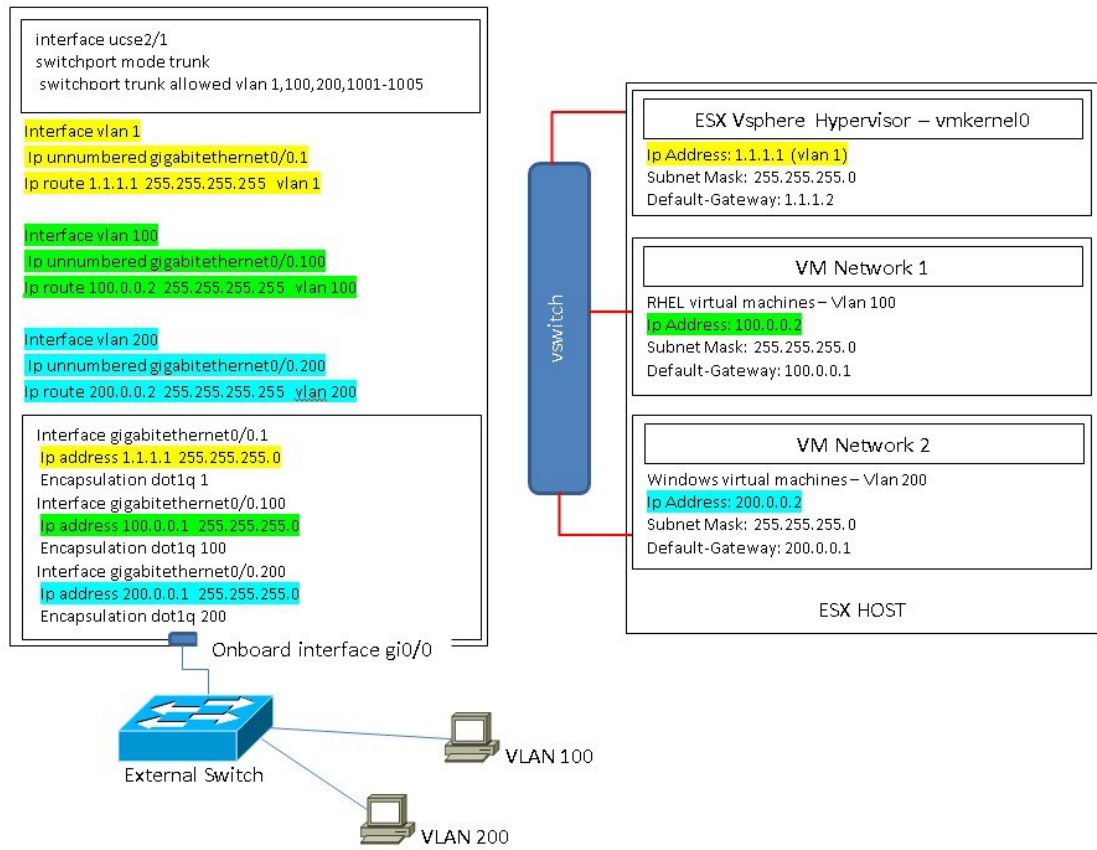 interface ucse2/1
switchport mode trunk
switchport trunk allowed vlan 1,100,200,1001-1005
Interface vlan 1
Ip unnumbered gigabitethernet0/0.1
Ip route 1.1.1.1 255.255.255.255 vlan 1
Interface vlan 100
Ip unnumbered gigabitethernet0/0.100
Ip route 100.0.0.2 255.255.255.255 vlan 100
Interface vlan 200
Ip unnumbered gigabitethernet0/0.200
Ip route 200.0.0.2 255.255.255.255 vlan 200
Interface gigabitethernet0/0.1
Ip address 1.1.1.1 255.255.255.0
Encapsulation dot1q 1
Interface gigabitethernet0/0.100
Ip address 100.0.0.1 255.255.255.0
Encapsulation dot1q 100
Interface gigabitethernet0/0.200
Ip address 200.0.0.1 255.255.255.0
Encapsulation dot1q 200
Onboard interface gi0/0
External Switch
VLAN 100
VLAN 200
vswitch
ESX Vsphere Hypervisor – vmkernel0
Ip Address: 1.1.1.1 (vlan 1)
Subnet Mask: 255.255.255.0
Default-Gateway: 1.1.1.2
VM Network 1
RHEL virtual machines – Vlan 100
Ip Address: 100.0.0.2
Subnet Mask: 255.255.255.0
Default-Gateway: 100.0.0.1
VM Network 2
Windows virtual machines – Vlan 200
Ip Address: 200.0.0.2
Subnet Mask: 255.255.255.0
Default-Gateway: 200.0.0.1
ESX HOST